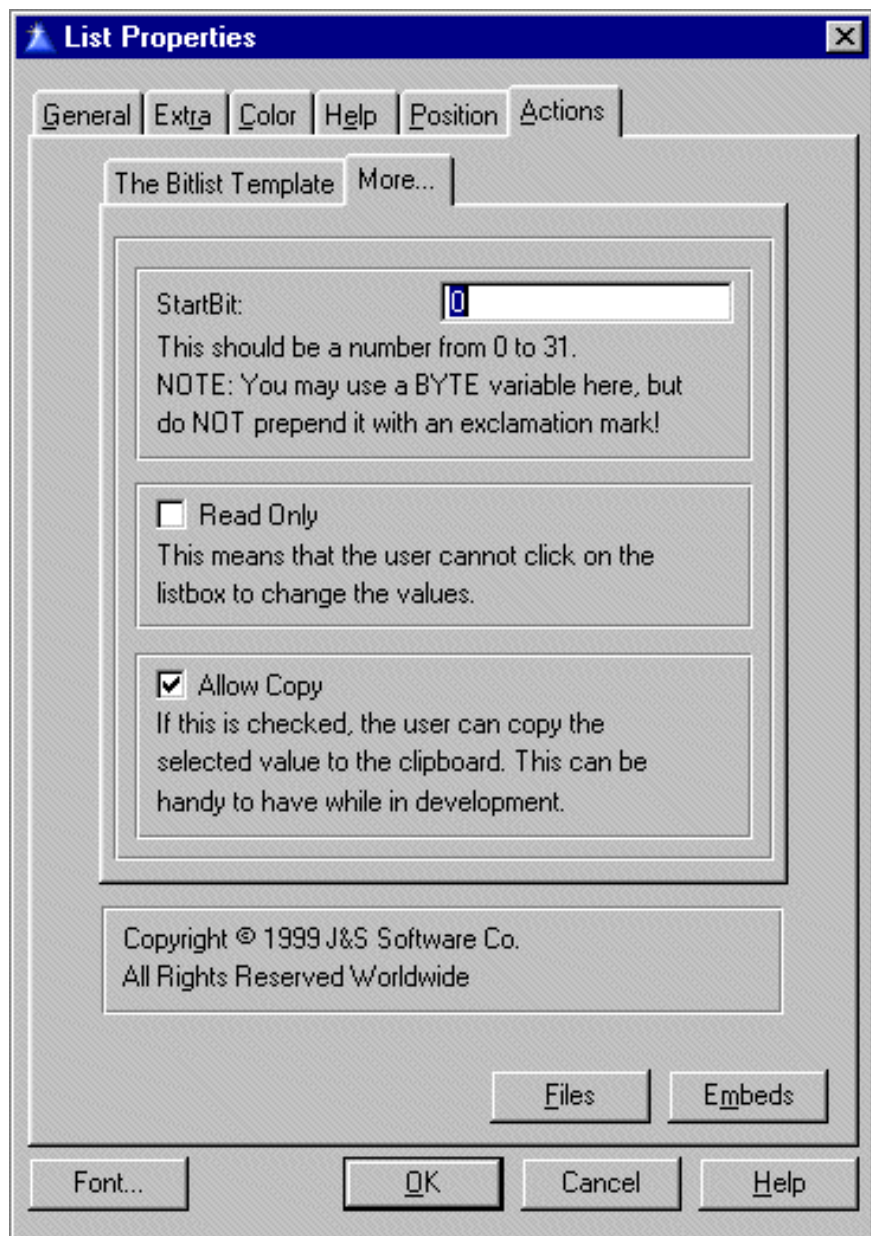 List Properties
General Extra Color Help Position Actions
The Bitlist Template More...
StartBit: 0
This should be a number from 0 to 31.
NOTE: You may use a BYTE variable here, but
do NOT prepend it with an exclamation mark!
Read Only
This means that the user cannot click on the
listbox to change the values.
Allow Copy
If this is checked, the user can copy the
selected value to the clipboard. This can be
handy to have while in development.
Copyright © 1999 J&S Software Co.
All Rights Reserved Worldwide
Files Embeds
Font... OK Cancel Help